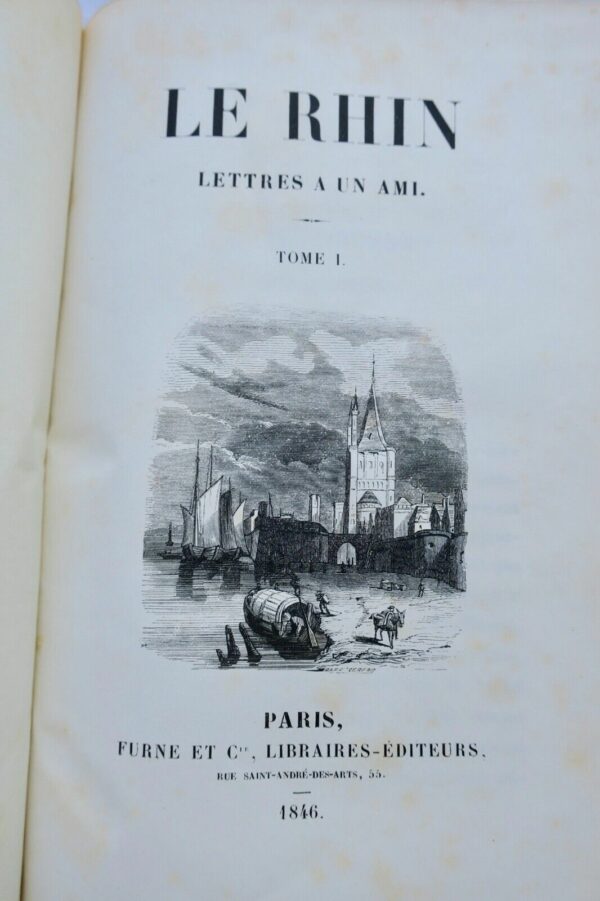 LE RHIN
LETTRES A UN AMI.
TOME I.
PARIS,
FURNE ET Cie, LIBRAIRES-ÉDITEURS,
RUE SAINT-ANDRÉ-DES-ARTS, 55.
1846.